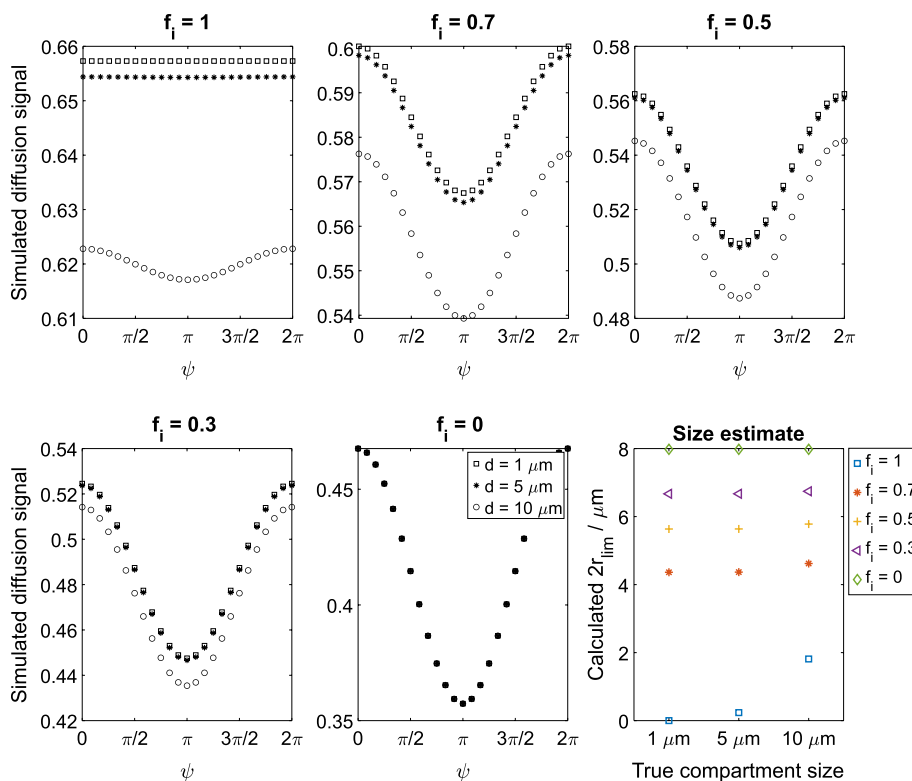 f_i = 1
f_i = 0.7
f_i = 0.5
Simulated diffusion signal
0.66
0.65
0.64
0.63
0.62
0.61
0 π/2 π 3π/2 2π
ψ
0.6
0.59
0.58
0.57
0.56
0.55
0.54
0 π/2 π 3π/2 2π
ψ
0.58
0.56
0.54
0.52
0.5
0.48
0 π/2 π 3π/2 2π
ψ
f_i = 0.3
f_i = 0
Size estimate
Simulated diffusion signal
0.54
0.52
0.5
0.48
0.46
0.44
0.42
0 π/2 π 3π/2 2π
ψ
0.45
0.4
0.35
d = 1 μm
d = 5 μm
d = 10 μm
0 π/2 π 3π/2 2π
ψ
Calculated 2r_lim / μm
8
6
4
2
0
1 μm 5 μm 10 μm
True compartment size
f_i = 1
f_i = 0.7
f_i = 0.5
f_i = 0.3
f_i = 0